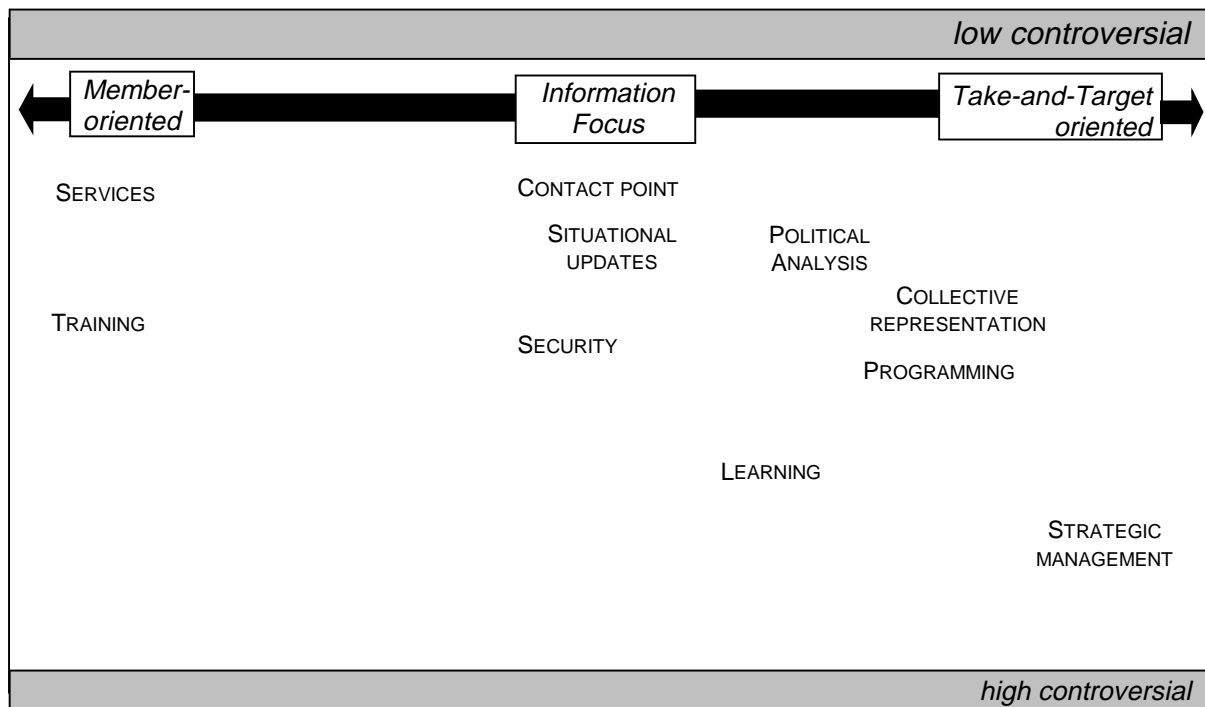 low controversial
Member-
oriented
Information
Focus
Take-and-Target
oriented
SERVICES
CONTACT POINT
SITUATIONAL
UPDATES
POLITICAL
ANALYSIS
COLLECTIVE
REPRESENTATION
TRAINING
SECURITY
PROGRAMMING
LEARNING
STRATEGIC
MANAGEMENT
high controversial